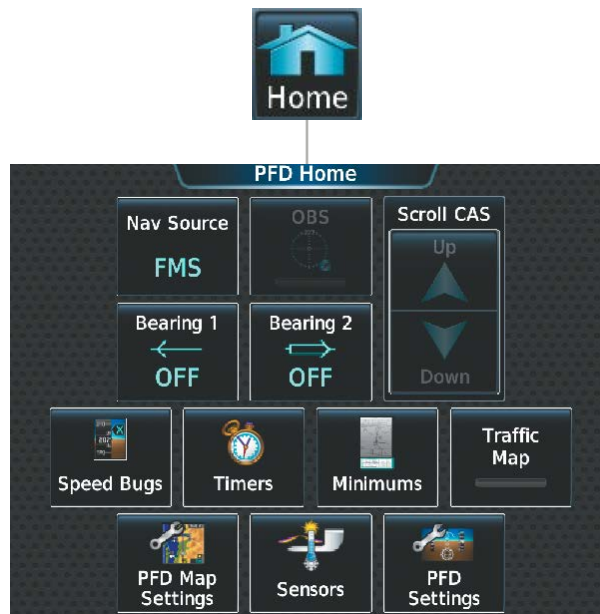 Home
PFD Home
Nav Source
FMS
OBS
Scroll CAS
Up
Down
Bearing 1
OFF
Bearing 2
OFF
Speed Bugs
Timers
Minimums
Traffic
Map
PFD Map
Settings
Sensors
PFD
Settings